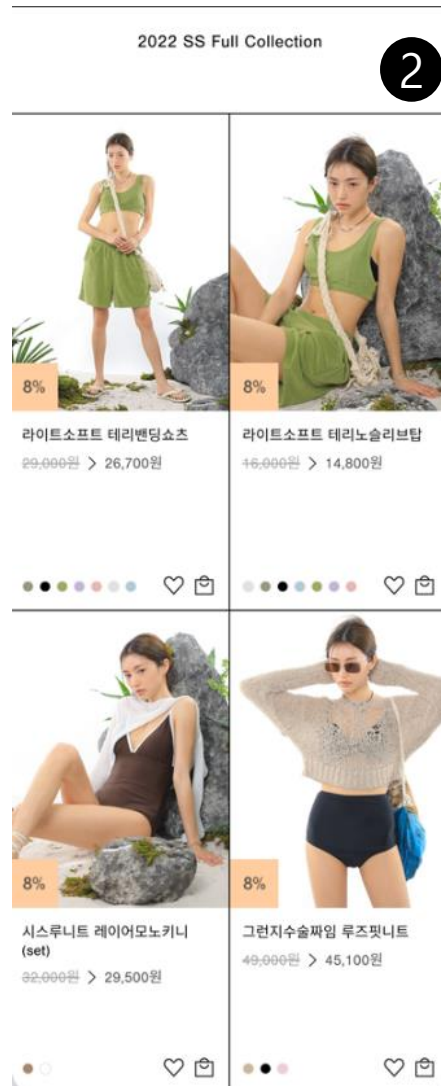 2022 SS Full Collection
2
8%
8%
라이트소프트 테리밴딩쇼츠
라이트소프트 테리노슬리브탑
29,000원 > 26,700원
16,000원 > 14,800원
8%
8%
시스루니트 레이어모노키니
(set)
그런지수술짜임 루즈핏니트
32,000원 > 29,500원
49,000원 > 45,100원